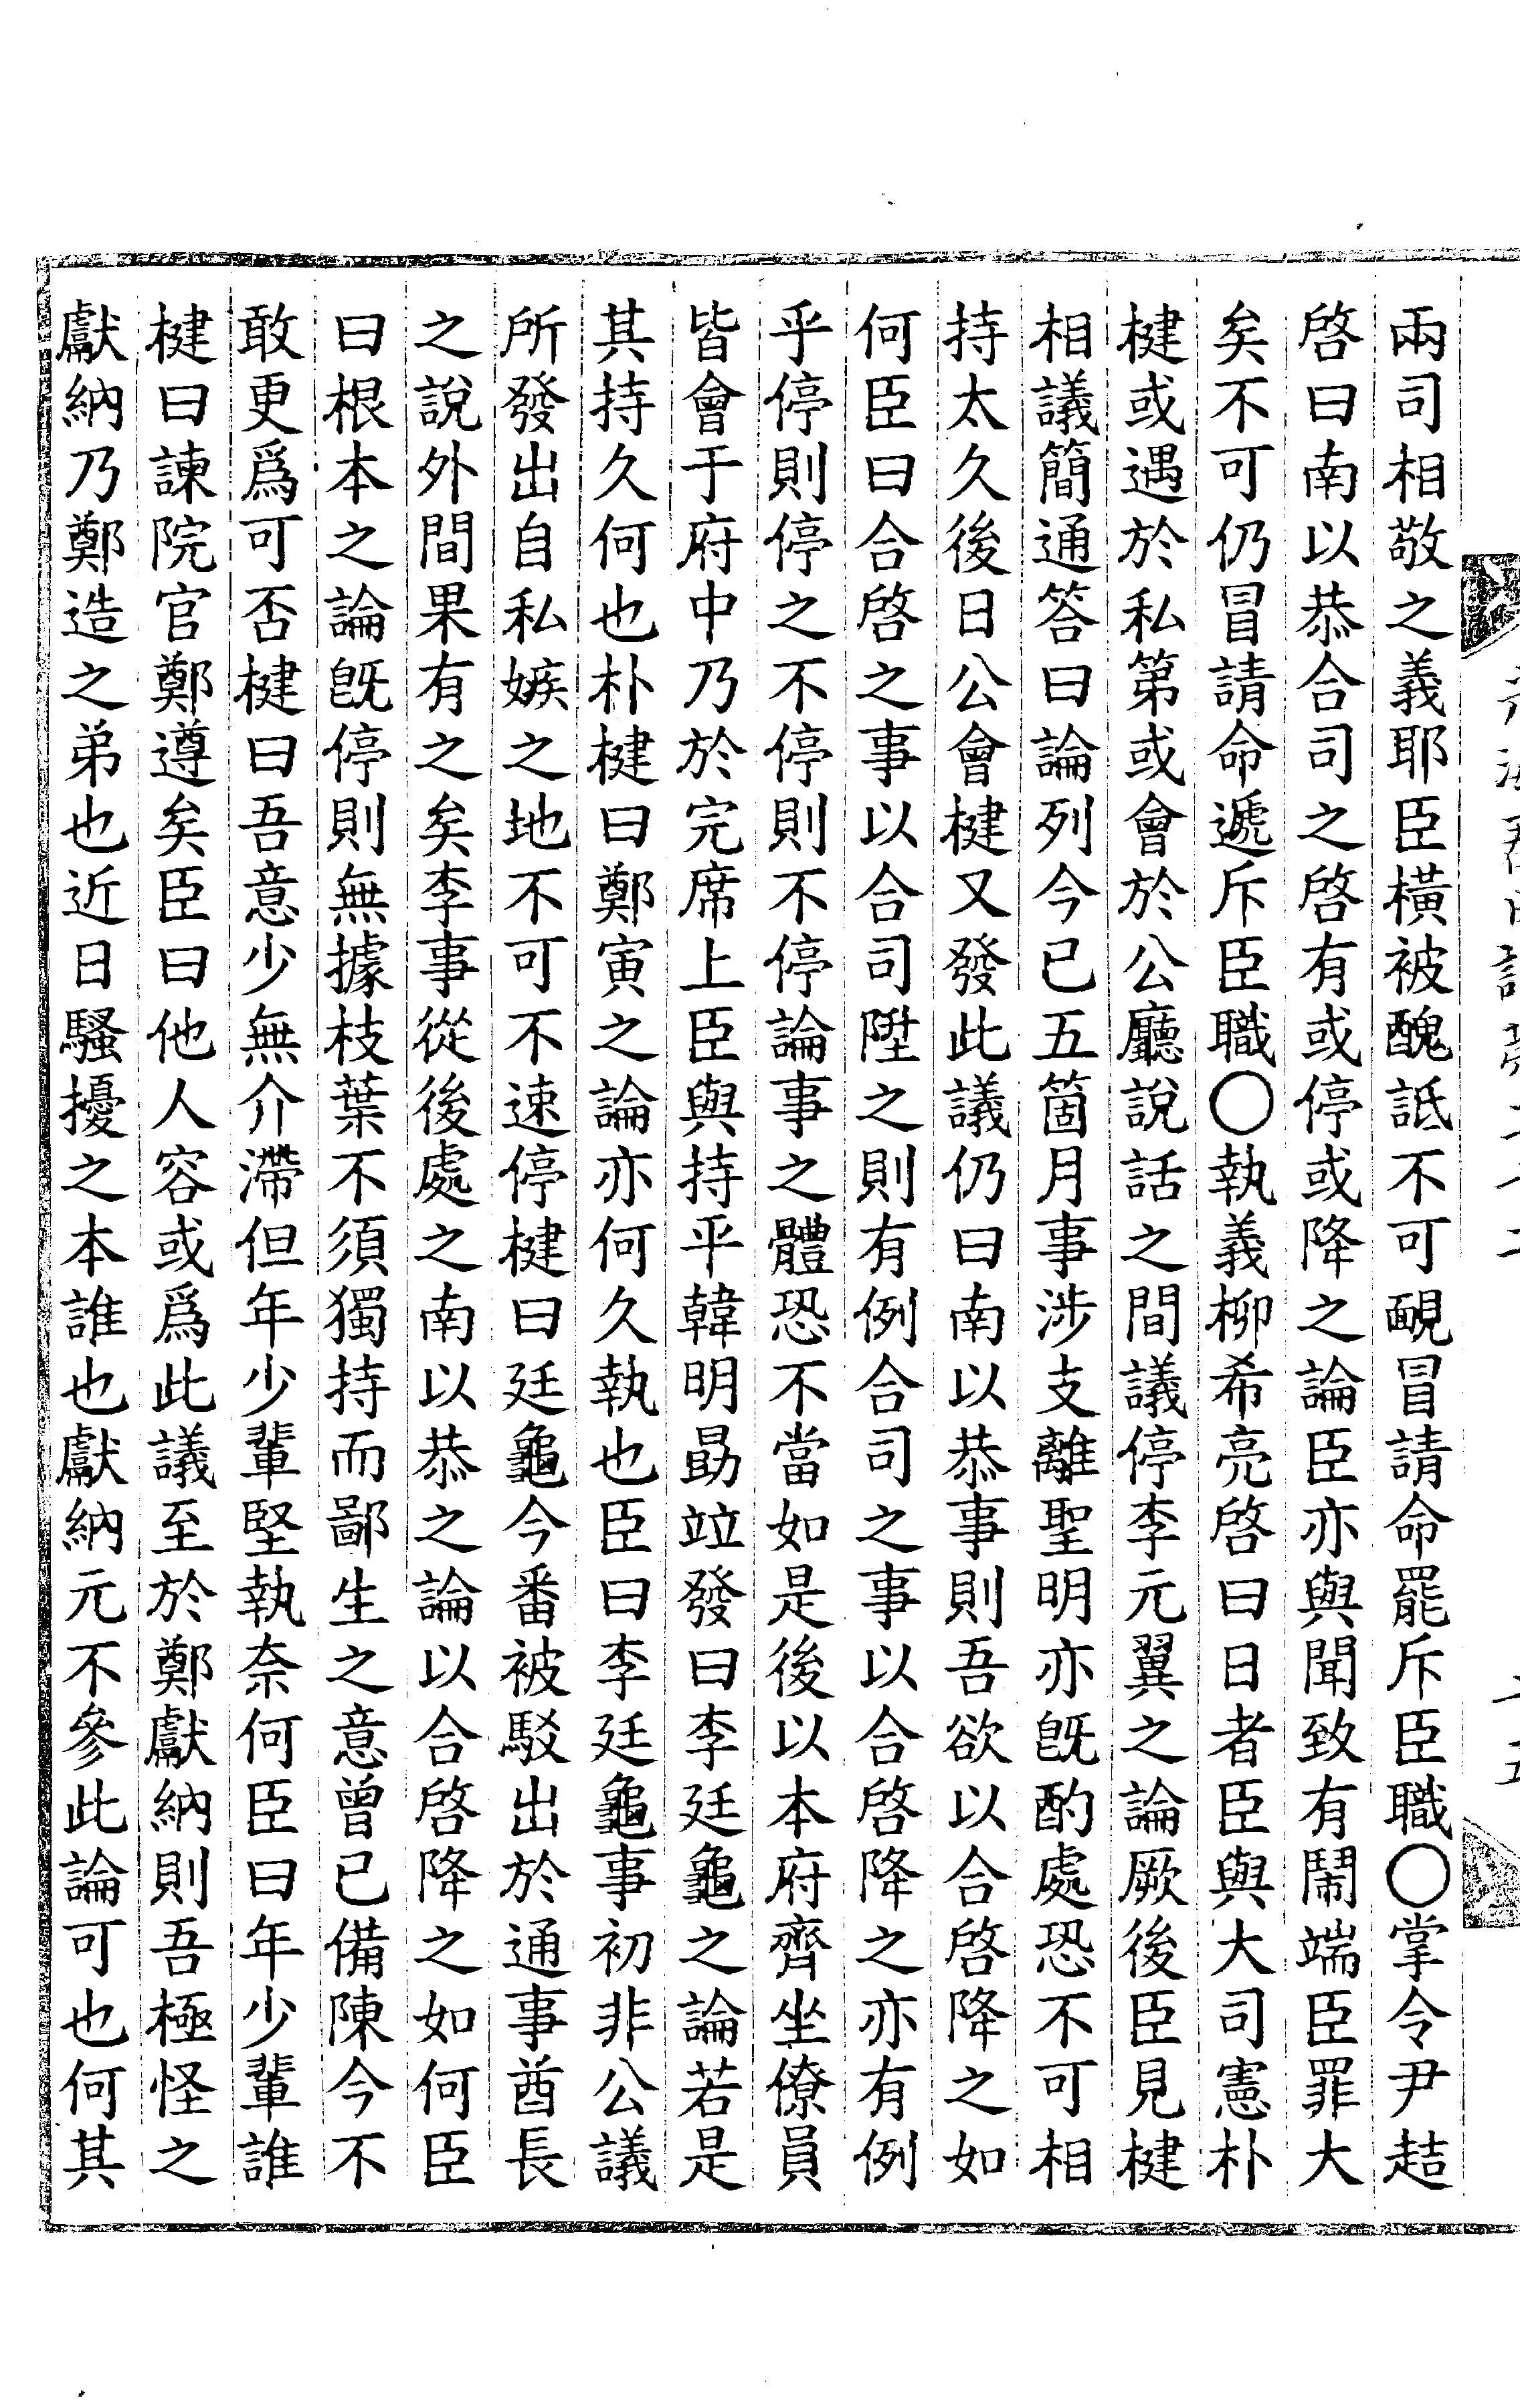 兩司相敬之義耶臣橫被醜詆不可靦冒請命罷斥臣職○掌令尹趌
啓曰南以恭合司之啓有或停或降之論臣亦與聞致有鬧端臣罪大
矣不可仍冒請命遞斥臣職○執義柳希亮啓曰日者臣與大司憲朴
楗或遇於私第或會於公廳說話之間議停李元翼之論厥後臣見楗
相議簡通答曰論列今已五箇月事涉支離聖明亦旣酌處恐不可相
持太久後日公會楗又發此議仍曰南以恭事則吾欲以合啓降之如
何臣曰合啓之事以合司陞之則有例合司之事以合啓降之亦有例
乎停則停之不停則不停論事之體恐不當如是後以本府齊坐僚員
皆會于府中乃於完席上臣與持平韓明勗竝發曰李廷龜之論若是
其持久何也朴楗曰鄭寅之論亦何久執也臣曰李廷龜事初非公議
所發出自私嫉之地不可不速停楗曰廷龜今番被駁出於通事酋長
之說外間果有之矣李事從後處之南以恭之論以合啓降之如何臣
曰根本之論旣停則無據枝葉不須獨持而鄙生之意曾已備陳今不
敢更爲可否楗曰吾意少無介滯但年少輩堅執奈何臣曰年少輩誰
楗曰諫院官鄭遵矣臣曰他人容或爲此議至於鄭獻納則吾極怪之
獻納乃鄭造之弟也近日騷擾之本誰也獻納元不參此論可也何其